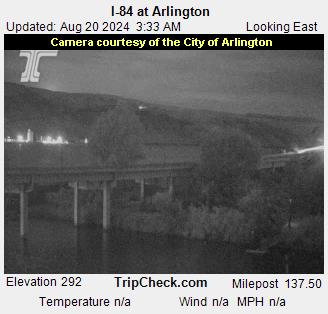 I-84 at Arlington
Updated: Aug 20 2024 3:33 AM Looking East
Camera courtesy of the City of Arlington
Elevation 292 TripCheck.com Milepost 137.50
Temperature n/a Wind n/a MPH n/a